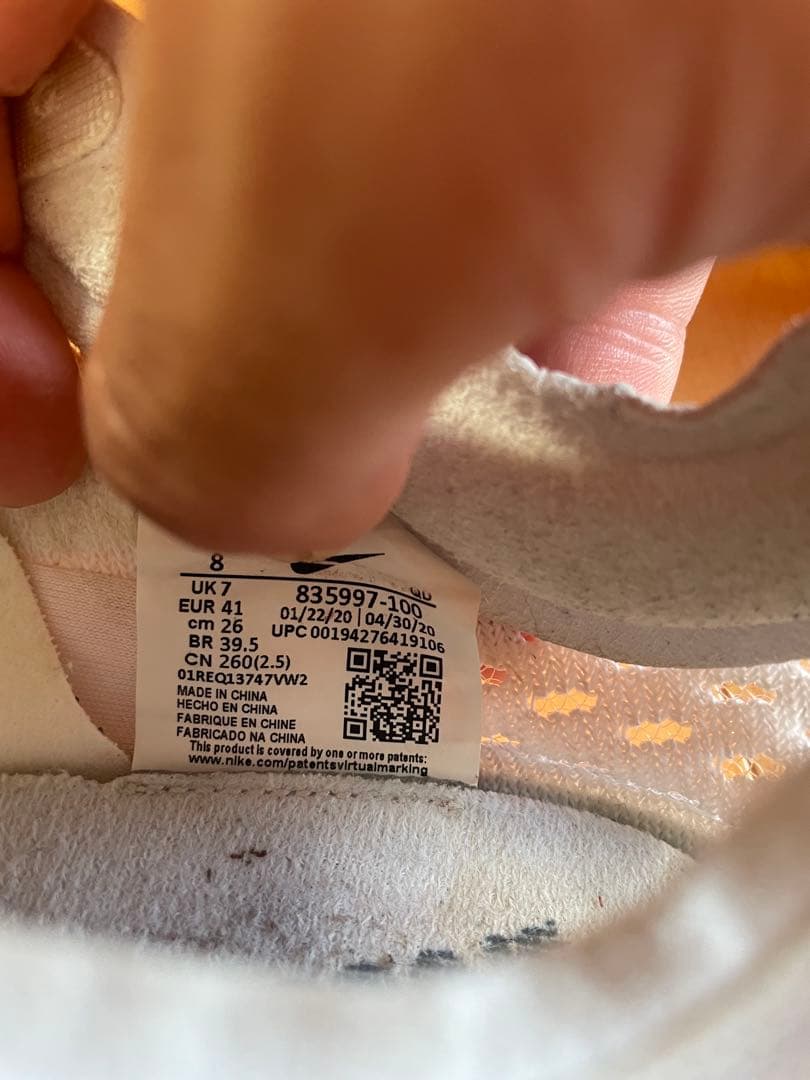 8
UK 7
EUR 41
cm 26
BR 39.5
CN 260(2.5)
QD
835997-100
01/22/20 | 04/30/20
UPC 00194276419106
01REQ13747VW2
MADE IN CHINA
HECHO EN CHINA
FABRIQUE EN CHINE
FABRICADO NA CHINA
This product is covered by one or more patents:
www.nike.com/patentsvirtualmarking